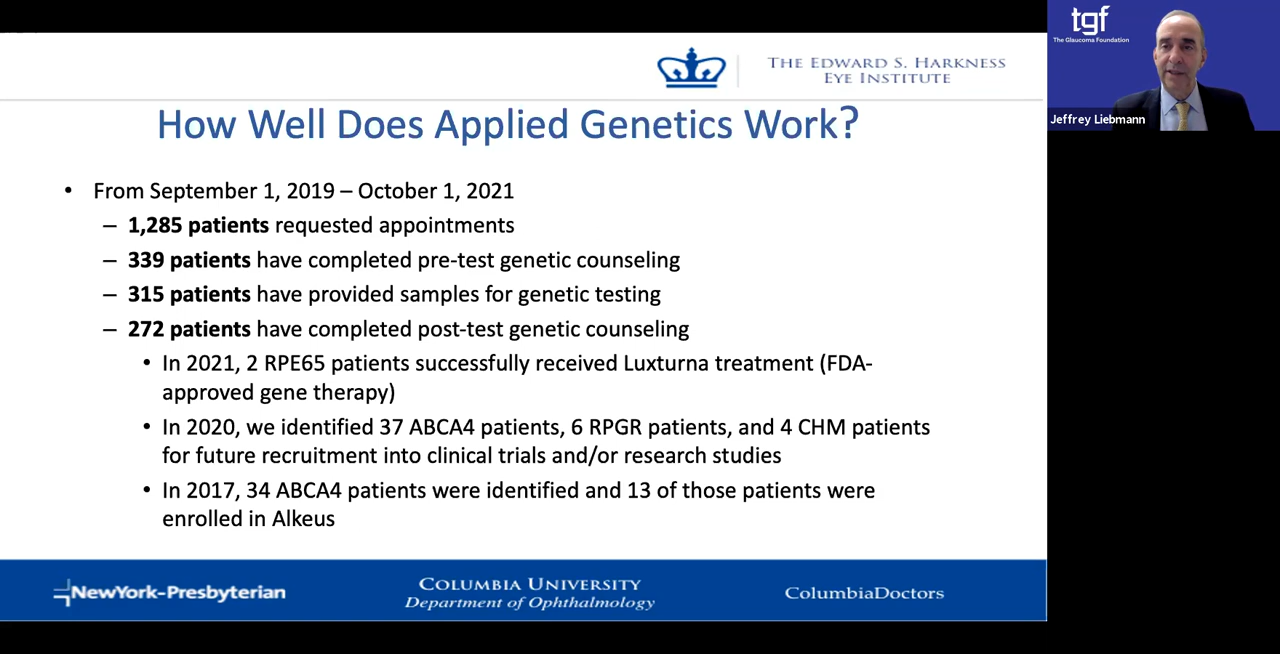 tgf
The Glaucoma Foundation
Jeffrey Liebmann
THE EDWARD S. HARKNESS
EYE INSTITUTE
How Well Does Applied Genetics Work?
• From September 1, 2019 – October 1, 2021
– 1,285 patients requested appointments
– 339 patients have completed pre-test genetic counseling
– 315 patients have provided samples for genetic testing
– 272 patients have completed post-test genetic counseling
• In 2021, 2 RPE65 patients successfully received Luxturna treatment (FDA-
approved gene therapy)
• In 2020, we identified 37 ABCA4 patients, 6 RPGR patients, and 4 CHM patients
for future recruitment into clinical trials and/or research studies
• In 2017, 34 ABCA4 patients were identified and 13 of those patients were
enrolled in Alkeus
NewYork-Presbyterian
COLUMBIA UNIVERSITY
Department of Ophthalmology
ColumbiaDoctors